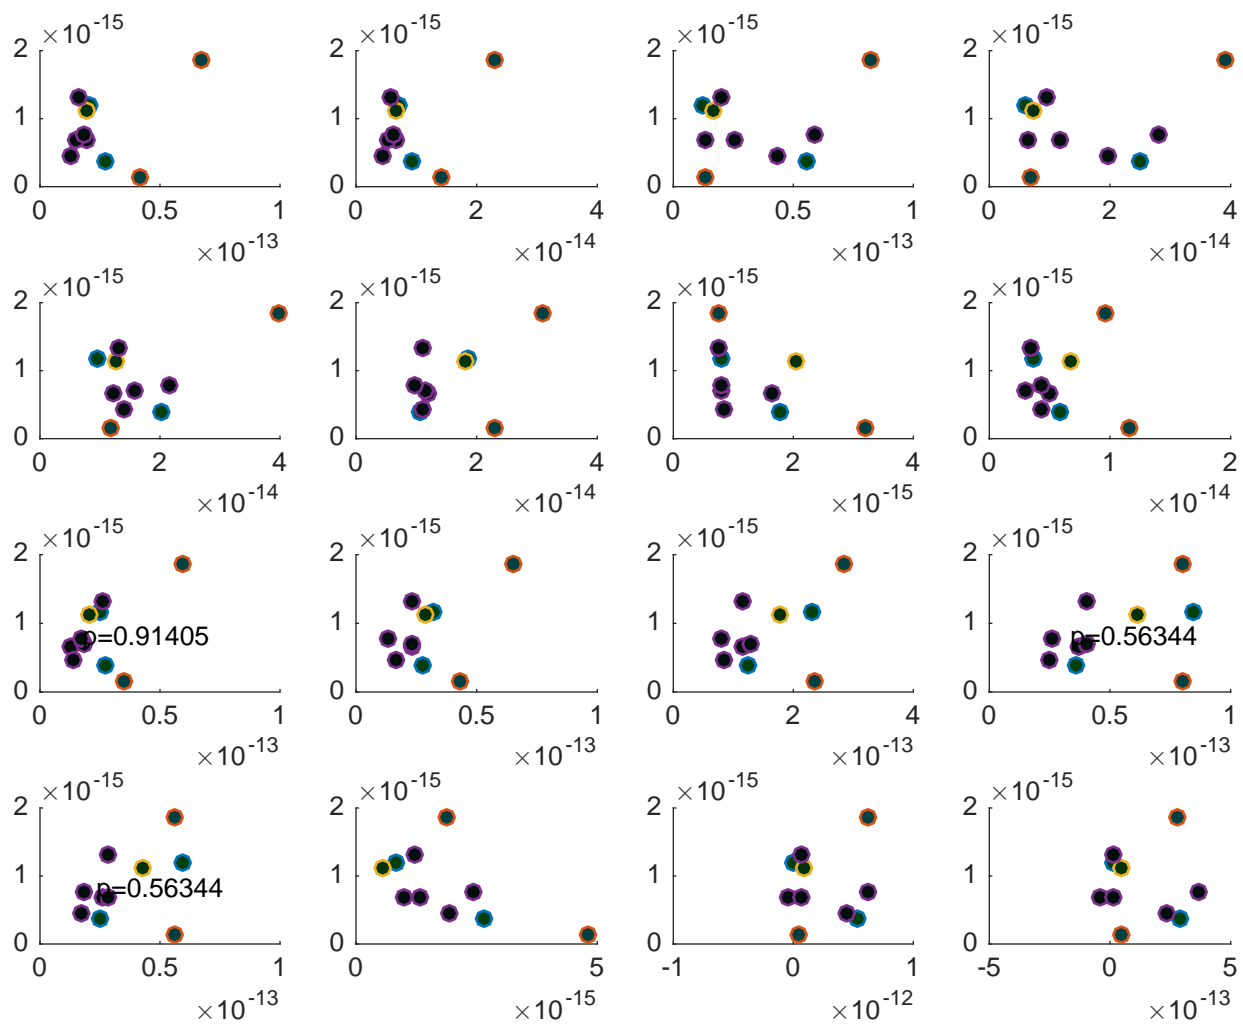 ×10-15 ×10-15 ×10-15 ×10-15
2 2 2 2
1 1 1 1
0 0 0 0
0 0.5 1 0 2 4 0 0.5 1 0 2 4
×10-13 ×10-14 ×10-13 ×10-14
×10-15 ×10-15 ×10-15 ×10-15
2 2 2 2
1 1 1 1
0 0 0 0
0 2 4 0 2 4 0 2 4 0 1 2
×10-14 ×10-14 ×10-15 ×10-14
×10-15 ×10-15 ×10-15 ×10-15
2 2 2 2
1 1 1 1
p=0.91405 p=0.56344
0 0 0 0
0 0.5 1 0 0.5 1 0 2 4 0 0.5 1
×10-13 ×10-13 ×10-13 ×10-13
×10-15 ×10-15 ×10-15 ×10-15
2 2 2 2
1 1 1 1
p=0.56344
0 0 0 0
0 0.5 1 0 5 -1 0 1 -5 0 5
×10-13 ×10-15 ×10-12 ×10-13